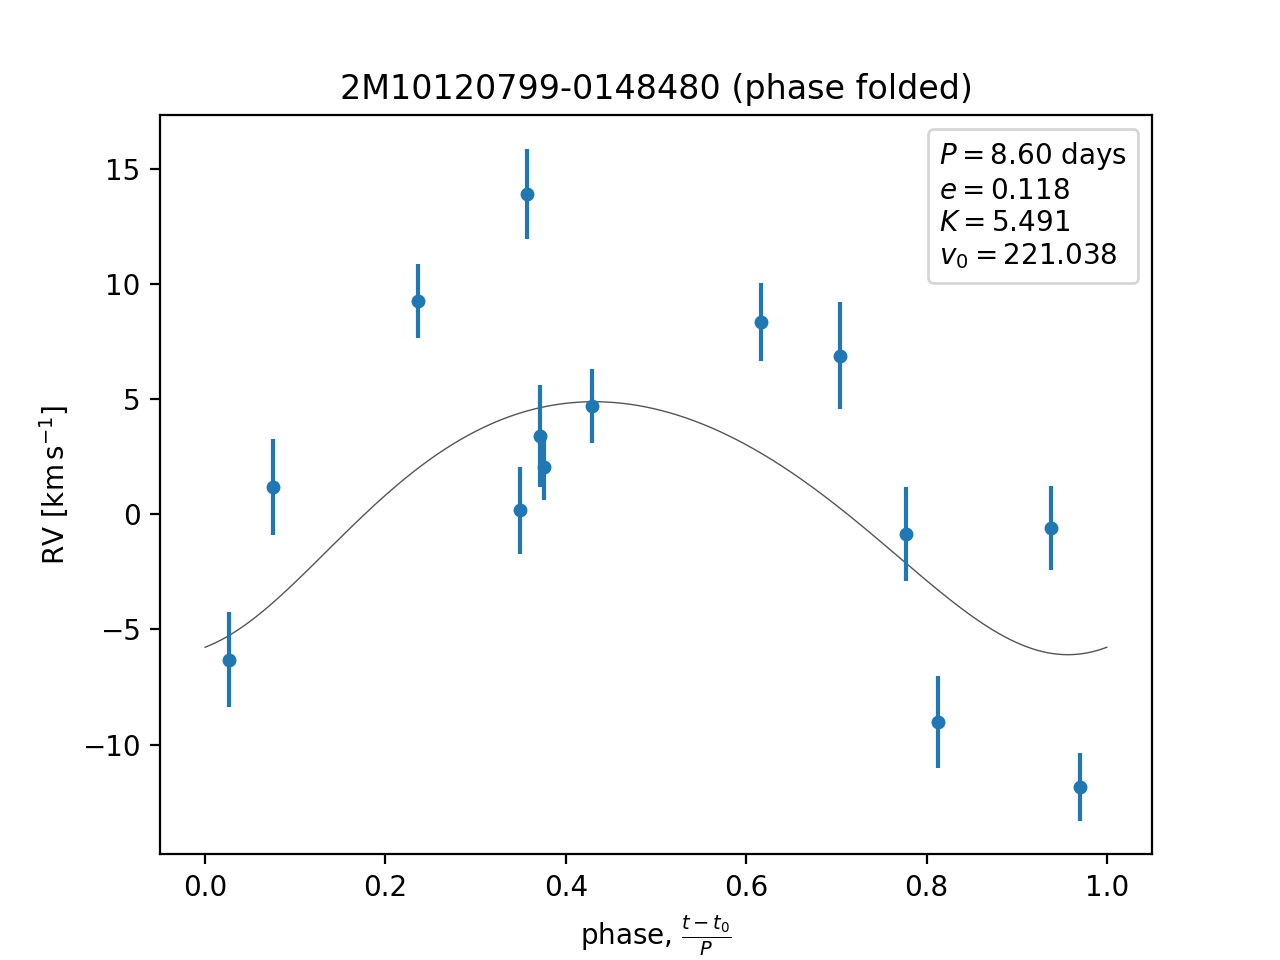 2M10120799-0148480 (phase folded)
P = 8.60 days
e = 0.118
K = 5.491
v₀ = 221.038
15
10
5
0
−5
−10
RV [km s⁻¹]
0.0 0.2 0.4 0.6 0.8 1.0
phase, (t − t₀)/P